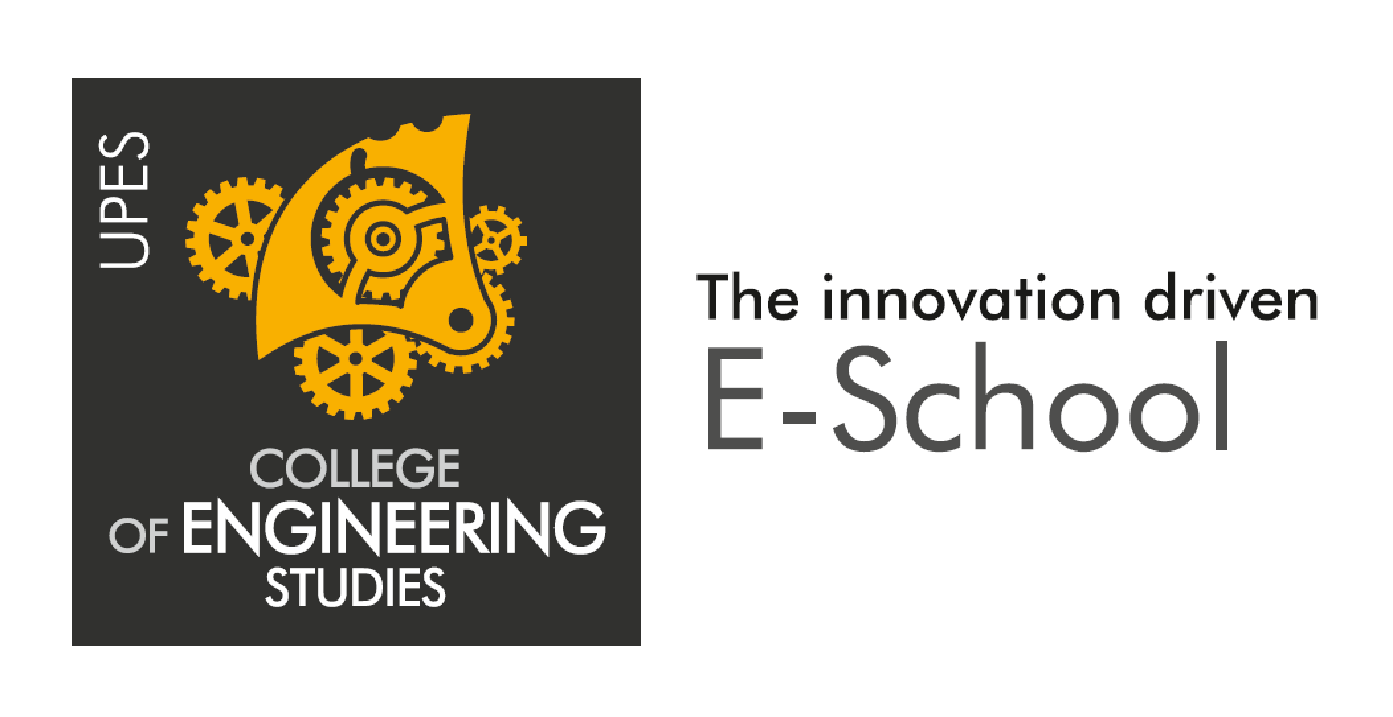 UPES
COLLEGE
OF ENGINEERING
STUDIES
The innovation driven
E-School